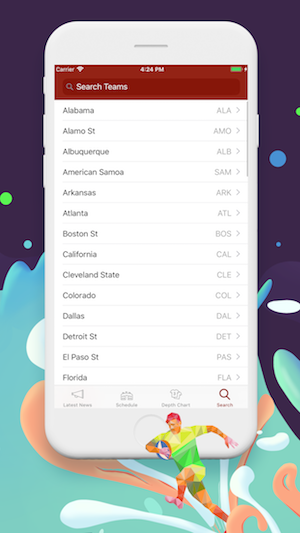 Carrier 4:24 PM
Search Teams
Alabama ALA
Alamo St AMO
Albuquerque ALB
American Samoa SAM
Arkansas ARK
Atlanta ATL
Boston St BOS
California CAL
Cleveland State CLE
Colorado COL
Dallas DAL
Detroit St DET
El Paso St PAS
Florida FLA
Latest News Schedule Depth Chart Search